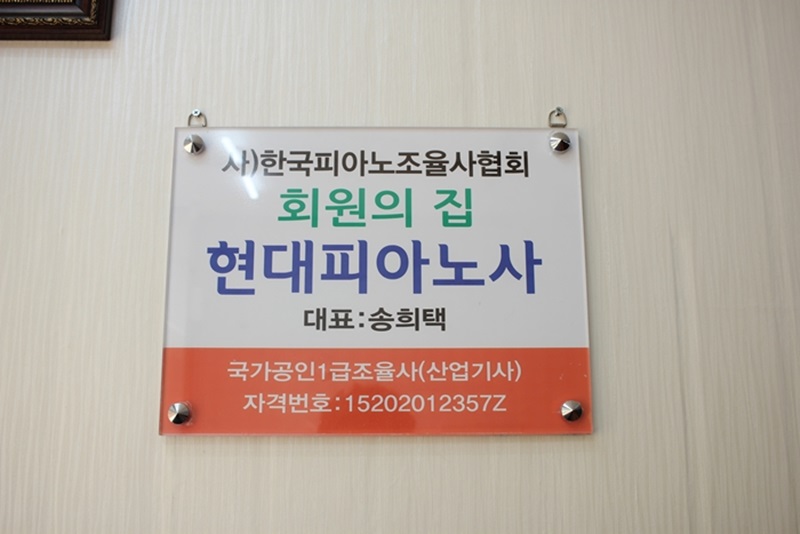 사)한국피아노조율사협회
회원의 집
현대피아노사
대표:송희택
국가공인1급조율사(산업기사)
자격번호:15202012357Z